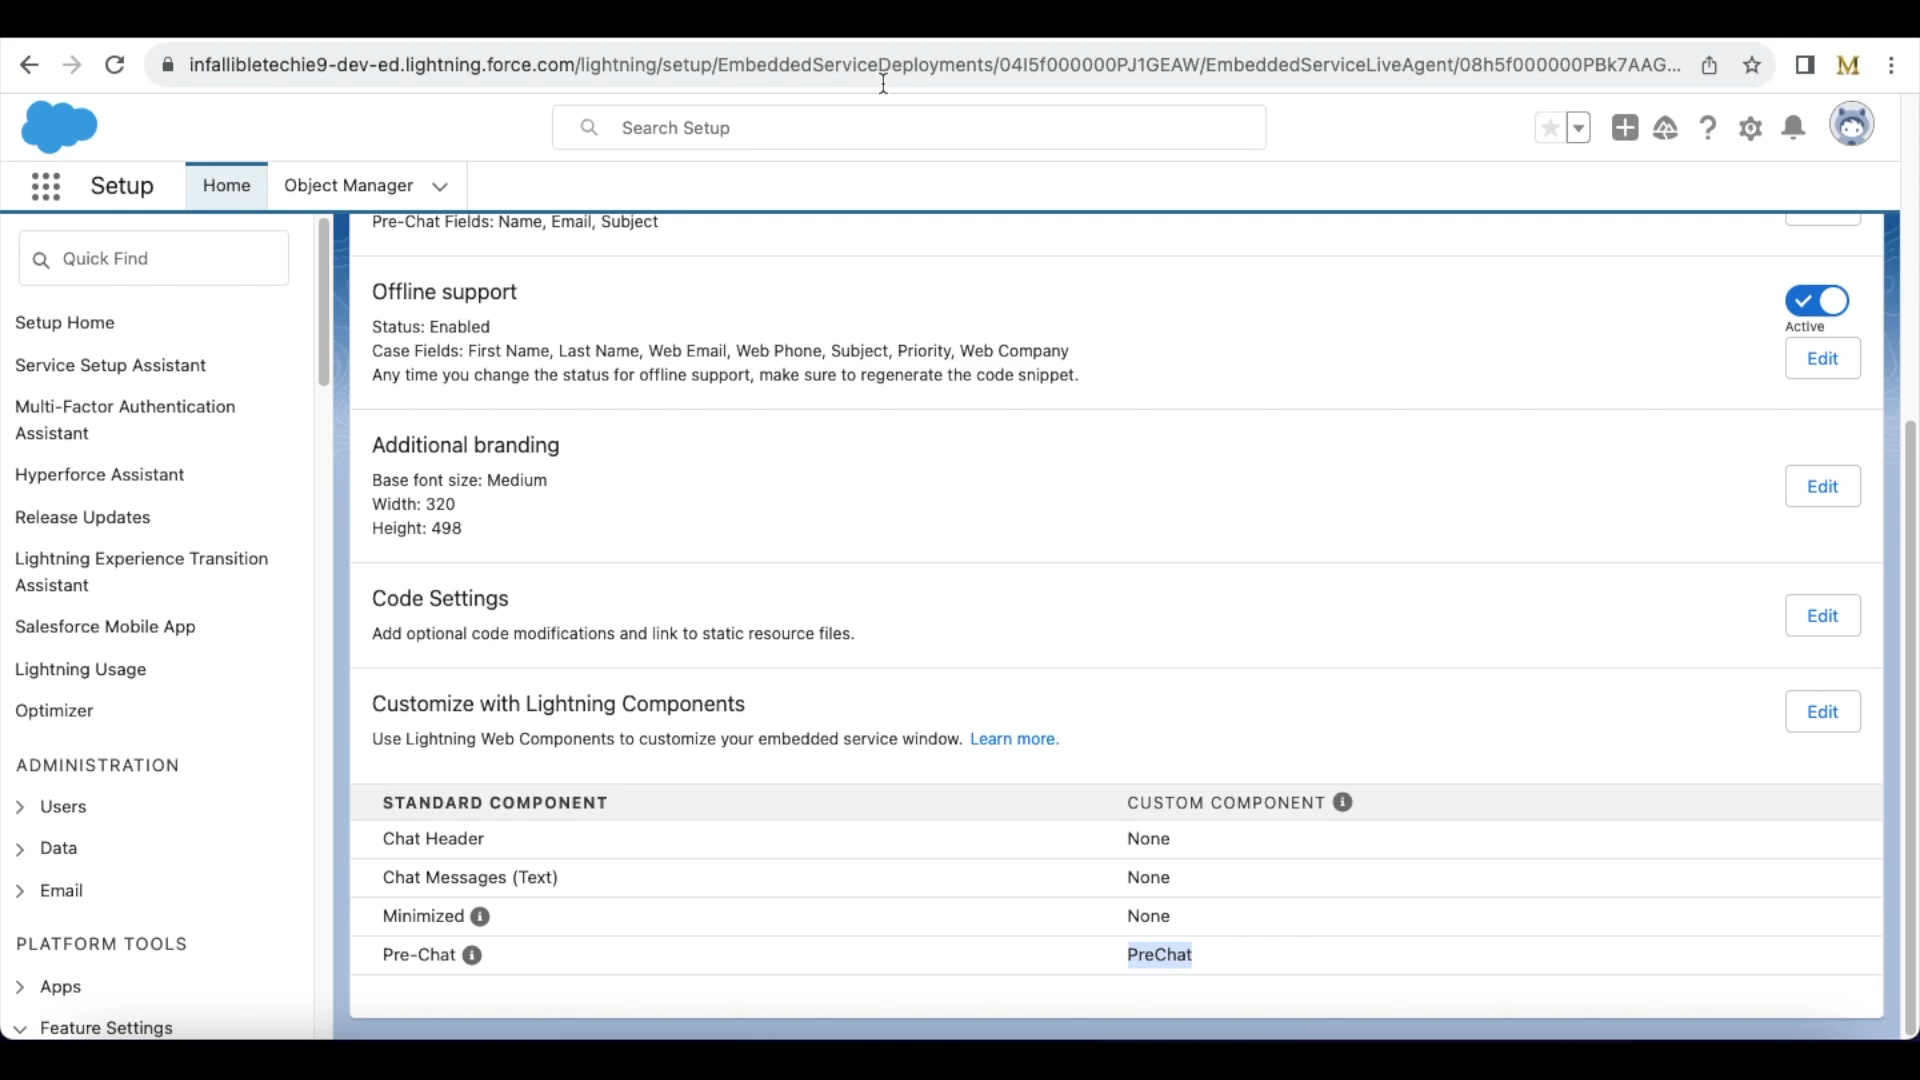 infallibletechie9-dev-ed.lightning.force.com/lightning/setup/EmbeddedServiceDeployments/04I5f000000PJ1GEAW/EmbeddedServiceLiveAgent/08h5f000000PBk7AAG...
Search Setup
Setup
Home
Object Manager
Quick Find
Setup Home
Service Setup Assistant
Multi-Factor Authentication
Assistant
Hyperforce Assistant
Release Updates
Lightning Experience Transition
Assistant
Salesforce Mobile App
Lightning Usage
Optimizer
ADMINISTRATION
Users
Data
Email
PLATFORM TOOLS
Apps
Feature Settings
Pre-Chat Fields: Name, Email, Subject
Offline support
Status: Enabled
Case Fields: First Name, Last Name, Web Email, Web Phone, Subject, Priority, Web Company
Any time you change the status for offline support, make sure to regenerate the code snippet.
Active
Edit
Additional branding
Base font size: Medium
Width: 320
Height: 498
Edit
Code Settings
Add optional code modifications and link to static resource files.
Edit
Customize with Lightning Components
Use Lightning Web Components to customize your embedded service window. Learn more.
Edit
STANDARD COMPONENT CUSTOM COMPONENT
Chat Header None
Chat Messages (Text) None
Minimized None
Pre-Chat PreChat